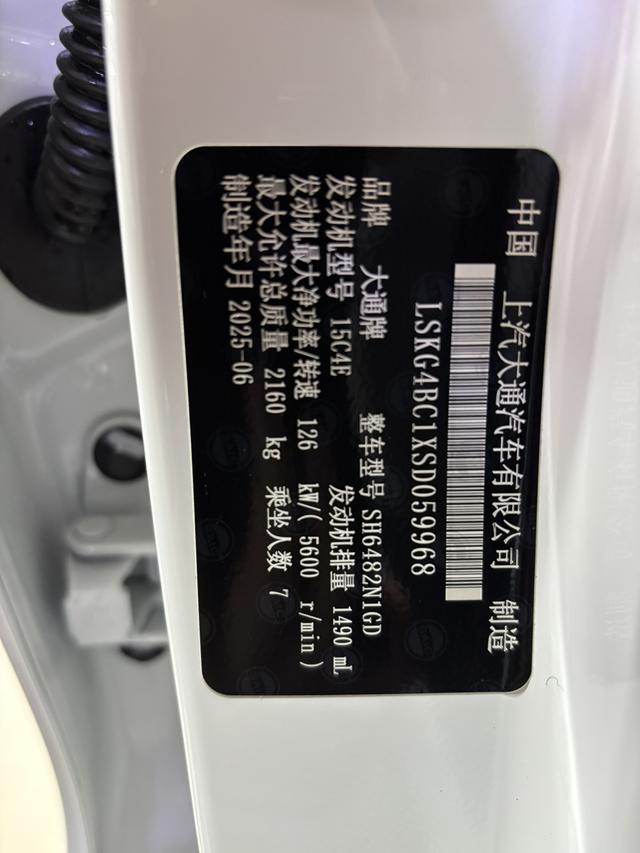 中国 上汽大通汽车有限公司 制造
LSKG4BC1XSD059968
品牌 大通牌 整车型号 SH6482N1GD
发动机型号 15C4E 发动机排量 1490 mL
发动机最大净功率/转速 126 kW/( 5600 r/min )
最大允许总质量 2160 kg 乘坐人数 7
制造年月 2025-06